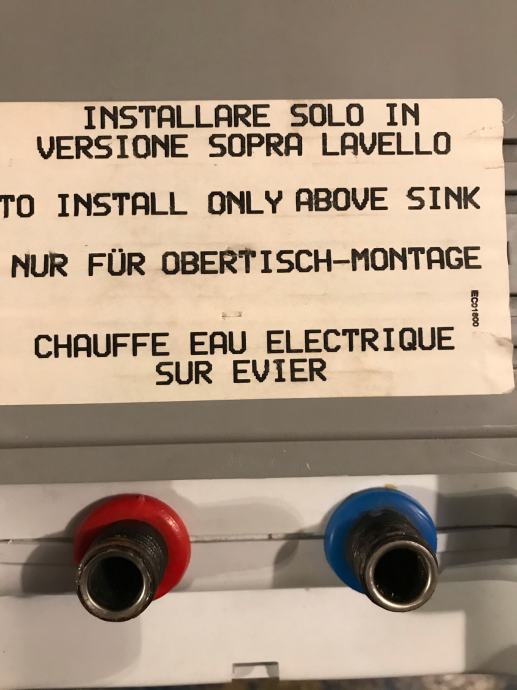 INSTALLARE SOLO IN
VERSIONE SOPRA LAVELLO
TO INSTALL ONLY ABOVE SINK
NUR FÜR OBERTISCH-MONTAGE
IEC01800
CHAUFFE EAU ELECTRIQUE
SUR EVIER